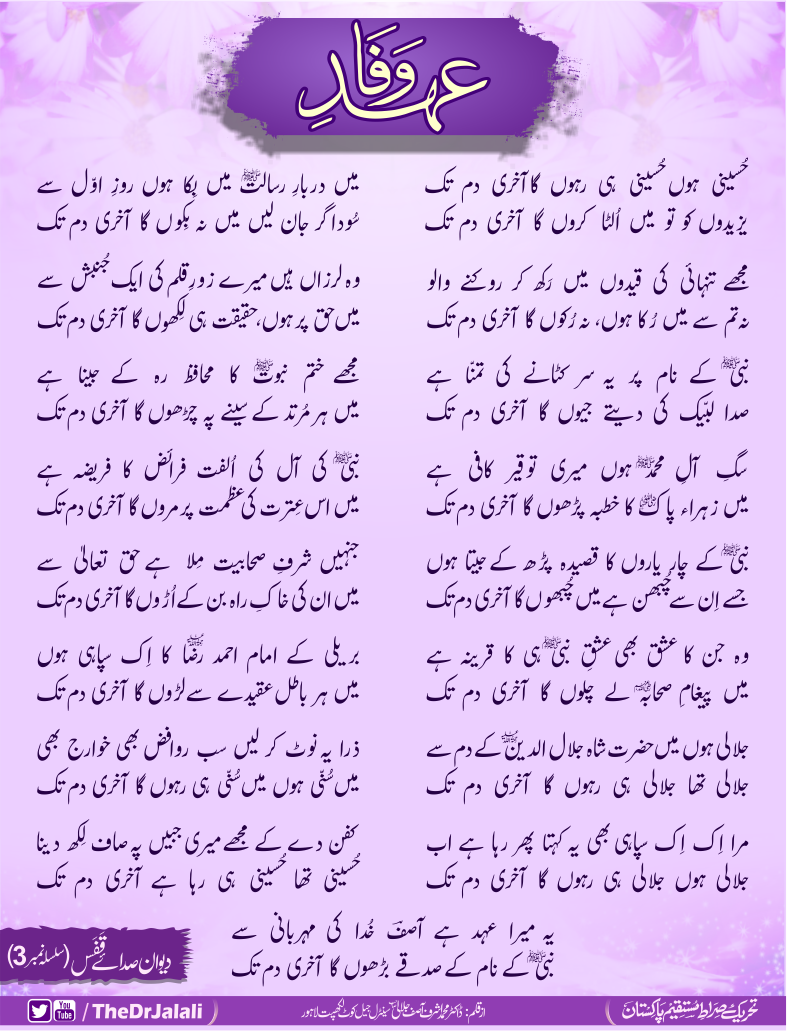 عہدِ وفا
حُسینی ہوں حُسینی ہی رہوں گا آخری دم تک
یزیدوں کو تو میں اُلٹا کروں گا آخری دم تک
میں دربارِ رسالتﷺ میں بِکا ہوں روزِ اوّل سے
سُوداگر جان لیں میں نہ بِکوں گا آخری دم تک
مجھے تنہائی کی قیدوں میں رَکھ کر روکنے والو
نہ تم سے میں رُکا ہوں، نہ رُکوں گا آخری دم تک
وہ لرزاں ہیں میرے زورِ قلم کی ایک جُنبش سے
میں حق پر ہوں، حقیقت ہی لِکھوں گا آخری دم تک
نبیﷺ کے نام پر یہ سر کٹانے کی تمنّا ہے
صدا لبّیک کی دیتے جیوں گا آخری دم تک
مجھے ختم نبوتﷺ کا محافظ رہ کے جینا ہے
میں ہر مُرتد کے سینے پہ چڑھوں گا آخری دم تک
سگِ آلِ محمدﷺ ہوں میری توقیر کافی ہے
میں زہراء پاک کا خطبہ پڑھوں گا آخری دم تک
نبیﷺ کی آل کی اُلفت فرائض کا فریضہ ہے
میں اس عِترت کی عظمت پر مروں گا آخری دم تک
نبیﷺ کے چار یاروں کا قصیدہ پڑھ کے جیتا ہوں
جسے اِن سے چُبھن ہے میں چُبھوں گا آخری دم تک
جنہیں شرفِ صحابیت مِلا ہے حق تعالیٰ سے
میں ان کی خاکِ راہ بن کے اُڑوں گا آخری دم تک
وہ جن کا عشق بھی عشقِ نبیﷺ ہی کا قرینہ ہے
میں پیغامِ صحابہ لے چلوں گا آخری دم تک
بریلی کے امام احمد رضا کا اِک سپاہی ہوں
میں ہر باطل عقیدے سے لڑوں گا آخری دم تک
جلالی ہوں میں حضرت شاہ جلال الدین کے دم سے
جلالی تھا جلالی ہی رہوں گا آخری دم تک
ذرا یہ نوٹ کر لیں سب روافض بھی خوارج بھی
میں سُنّی ہوں میں سُنّی ہی رہوں گا آخری دم تک
مرا اِک اِک سپاہی بھی یہ کہتا پھر رہا ہے اب
جلالی ہوں جلالی ہی رہوں گا آخری دم تک
کفن دے کے مجھے میری جبیں پہ صاف لِکھ دینا
حُسینی تھا حُسینی ہی رہا ہے آخری دم تک
یہ میرا عہد ہے آصفؔ خُدا کی مہربانی سے
نبیﷺ کے نام کے صدقے بڑھوں گا آخری دم تک
دیوان صدائے قفس (سلسلہ نمبر 3)
تحریک صراط مستقیم پاکستان
از قلم: ڈاکٹر محمد اشرف آصف جلالی سینٹرل جیل کوٹ لکھپت لاہور
You Tube / TheDrJalali